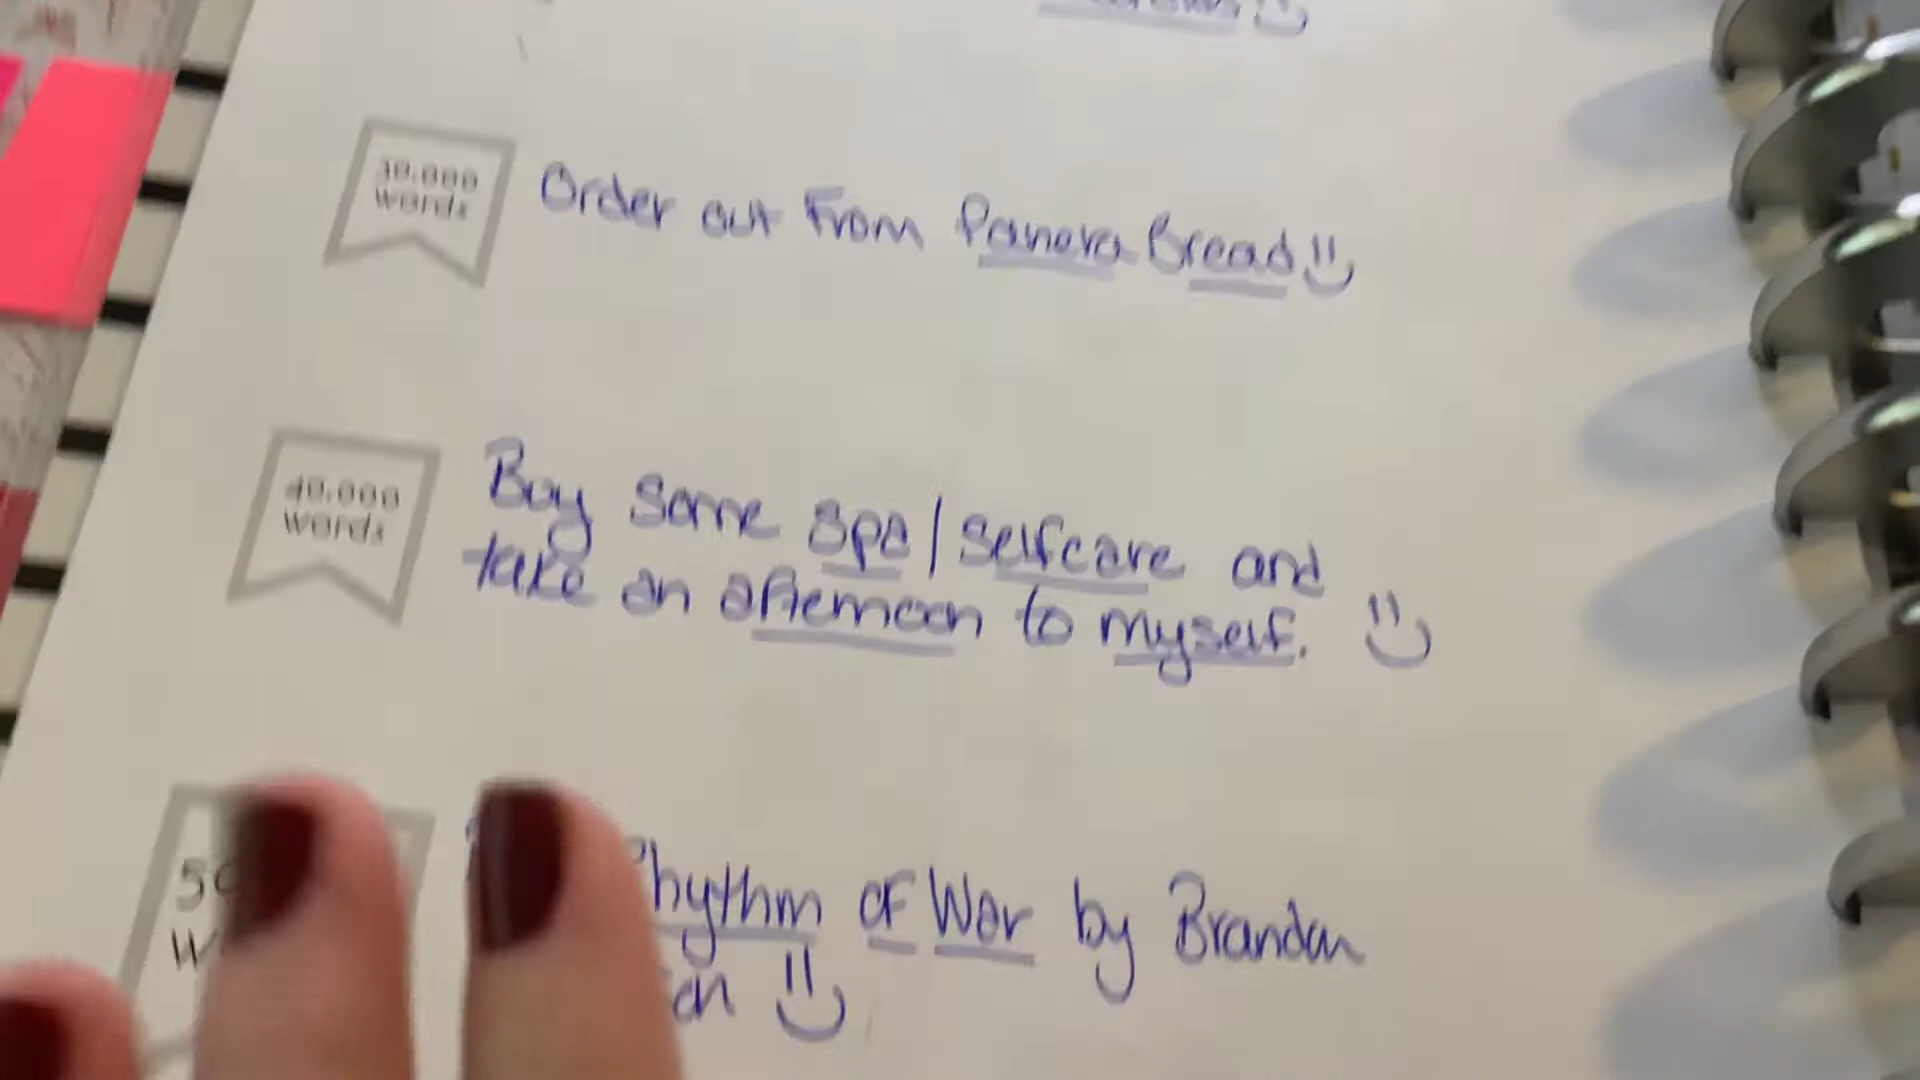 30,000
words
Order out from Panera Bread
40,000
words
Buy some spa/selfcare and
take an afternoon to myself.
Rhythm of War by Brandon